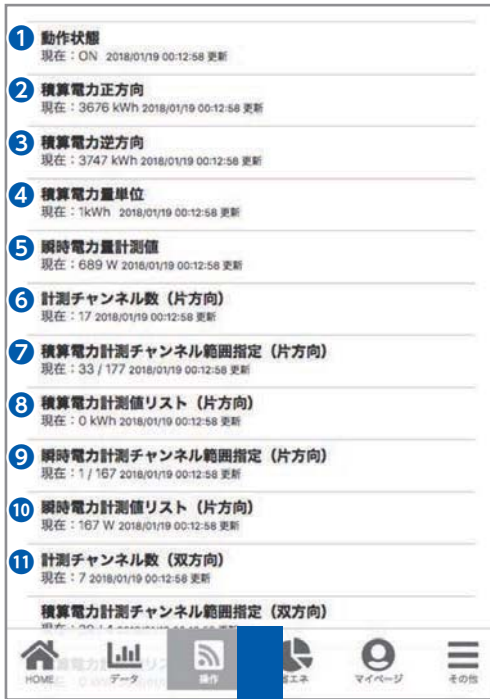 1 動作状態
現在：ON 2018/01/19 00:12:58 更新
2 積算電力正方向
現在：3676 kWh 2018/01/19 00:12:58 更新
3 積算電力逆方向
現在：3747 kWh 2018/01/19 00:12:58 更新
4 積算電力量単位
現在：1kWh 2018/01/19 00:12:58 更新
5 瞬時電力量計測値
現在：689 W 2018/01/19 00:12:58 更新
6 計測チャンネル数（片方向）
現在：17 2018/01/19 00:12:58 更新
7 積算電力計測チャンネル範囲指定（片方向）
現在：33 / 177 2018/01/19 00:12:58 更新
8 積算電力計測値リスト（片方向）
現在：0 kWh 2018/01/19 00:12:58 更新
9 瞬時電力計測チャンネル範囲指定（片方向）
現在：1 / 167 2018/01/19 00:12:58 更新
10 瞬時電力計測値リスト（片方向）
現在：167 W 2018/01/19 00:12:58 更新
11 計測チャンネル数（双方向）
現在：7 2018/01/19 00:12:58 更新
積算電力計測チャンネル範囲指定（双方向）
HOME データ 操作 省エネ マイページ その他